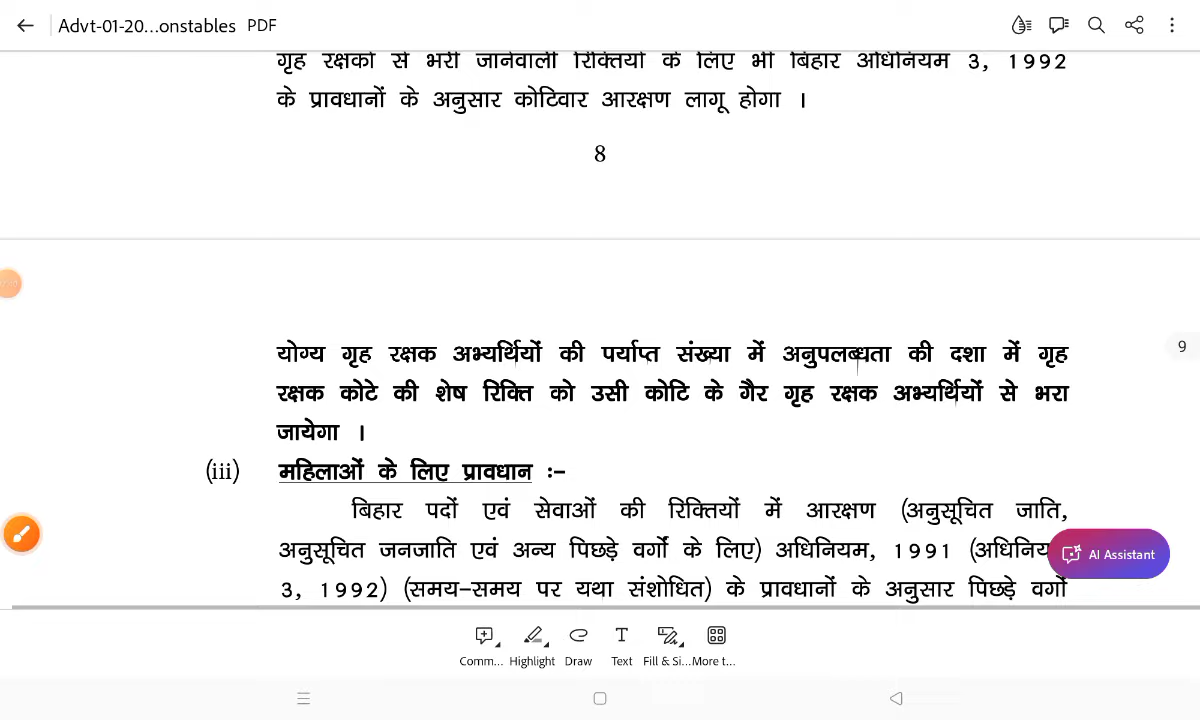 Advt-01-20...onstables PDF
गृह रक्षकों से भरी जानेवाली रिक्तियों के लिए भी बिहार अधिनियम 3, 1992
के प्रावधानों के अनुसार कोटिवार आरक्षण लागू होगा ।
8
9
योग्य गृह रक्षक अभ्यर्थियों की पर्याप्त संख्या में अनुपलब्धता की दशा में गृह
रक्षक कोटे की शेष रिक्ति को उसी कोटि के गैर गृह रक्षक अभ्यर्थियों से भरा
जायेगा ।
(iii) महिलाओं के लिए प्रावधान :-
बिहार पदों एवं सेवाओं की रिक्तियों में आरक्षण (अनुसूचित जाति,
अनुसूचित जनजाति एवं अन्य पिछड़े वर्गों के लिए) अधिनियम, 1991 (अधिनिय
AI Assistant
3, 1992) (समय-समय पर यथा संशोधित) के प्रावधानों के अनुसार पिछड़े वर्गों
Comm... Highlight Draw Text Fill & Si... More t...